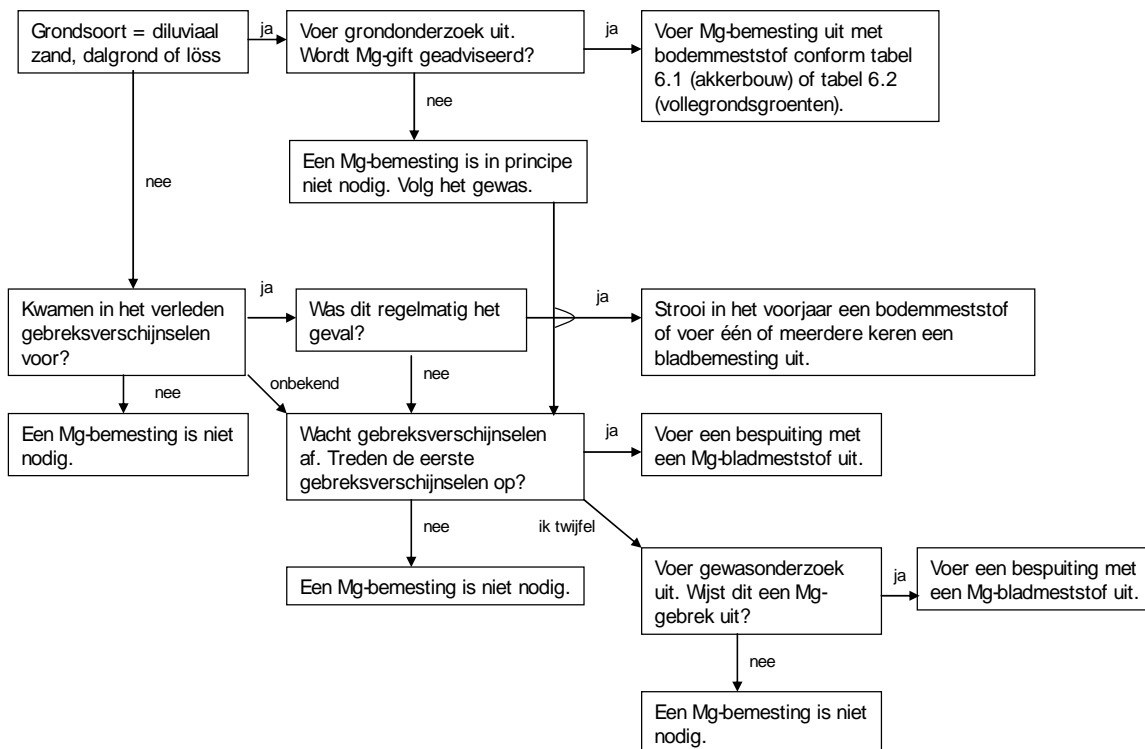 Grondsoort = diluviaal
zand, dalgrond of löss
ja
Voer grondonderzoek uit.
Wordt Mg-gift geadviseerd?
ja
Voer Mg-bemesting uit met
bodemmeststof conform tabel
6.1 (akkerbouw) of tabel 6.2
(vollegrondsgroenten).
nee
nee
Een Mg-bemesting is in principe
niet nodig. Volg het gewas.
Kwamen in het verleden
gebreksverschijnselen
voor?
ja
Was dit regelmatig het
geval?
ja
Strooi in het voorjaar een bodemmeststof
of voer één of meerdere keren een
bladbemesting uit.
nee
onbekend
nee
Een Mg-bemesting is niet
nodig.
Wacht gebreksverschijnselen
af. Treden de eerste
gebreksverschijnselen op?
ja
Voer een bespuiting met
een Mg-bladmeststof uit.
nee
ik twijfel
Een Mg-bemesting is niet nodig.
Voer gewasonderzoek
uit. Wijst dit een Mg-
gebrek uit?
ja
Voer een bespuiting met
een Mg-bladmeststof uit.
nee
Een Mg-bemesting is niet
nodig.